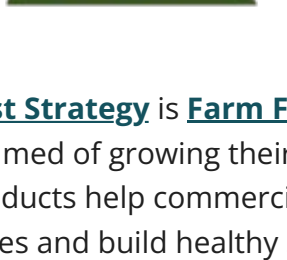 st Strategy is Farm F
med of growing their
ducts help commerci
es and build healthy